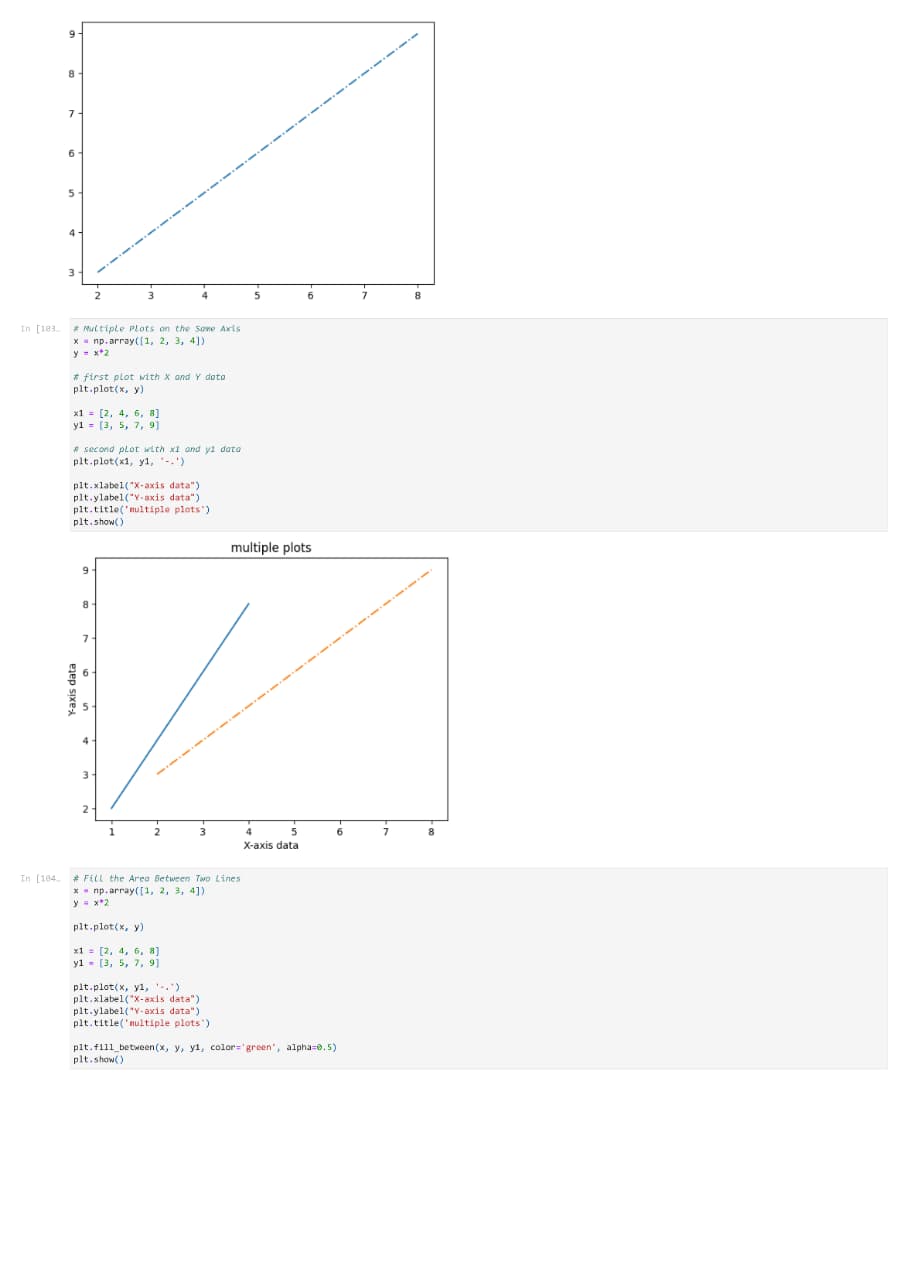 9
8
7
6
5
4
3
2 3 4 5 6 7 8
In [103…
# Multiple Plots on the Same Axis
x = np.array([1, 2, 3, 4])
y = x*2
# first plot with X and Y data
plt.plot(x, y)
x1 = [2, 4, 6, 8]
y1 = [3, 5, 7, 9]
# second plot with x1 and y1 data
plt.plot(x1, y1, '-.')
plt.xlabel("X-axis data")
plt.ylabel("Y-axis data")
plt.title('multiple plots')
plt.show()
multiple plots
9
8
7
6
5
4
3
2
Y-axis data
1 2 3 4 5 6 7 8
X-axis data
In [104…
# Fill the Area Between Two Lines
x = np.array([1, 2, 3, 4])
y = x*2
plt.plot(x, y)
x1 = [2, 4, 6, 8]
y1 = [3, 5, 7, 9]
plt.plot(x, y1, '-.')
plt.xlabel("X-axis data")
plt.ylabel("Y-axis data")
plt.title('multiple plots')
plt.fill_between(x, y, y1, color='green', alpha=0.5)
plt.show()